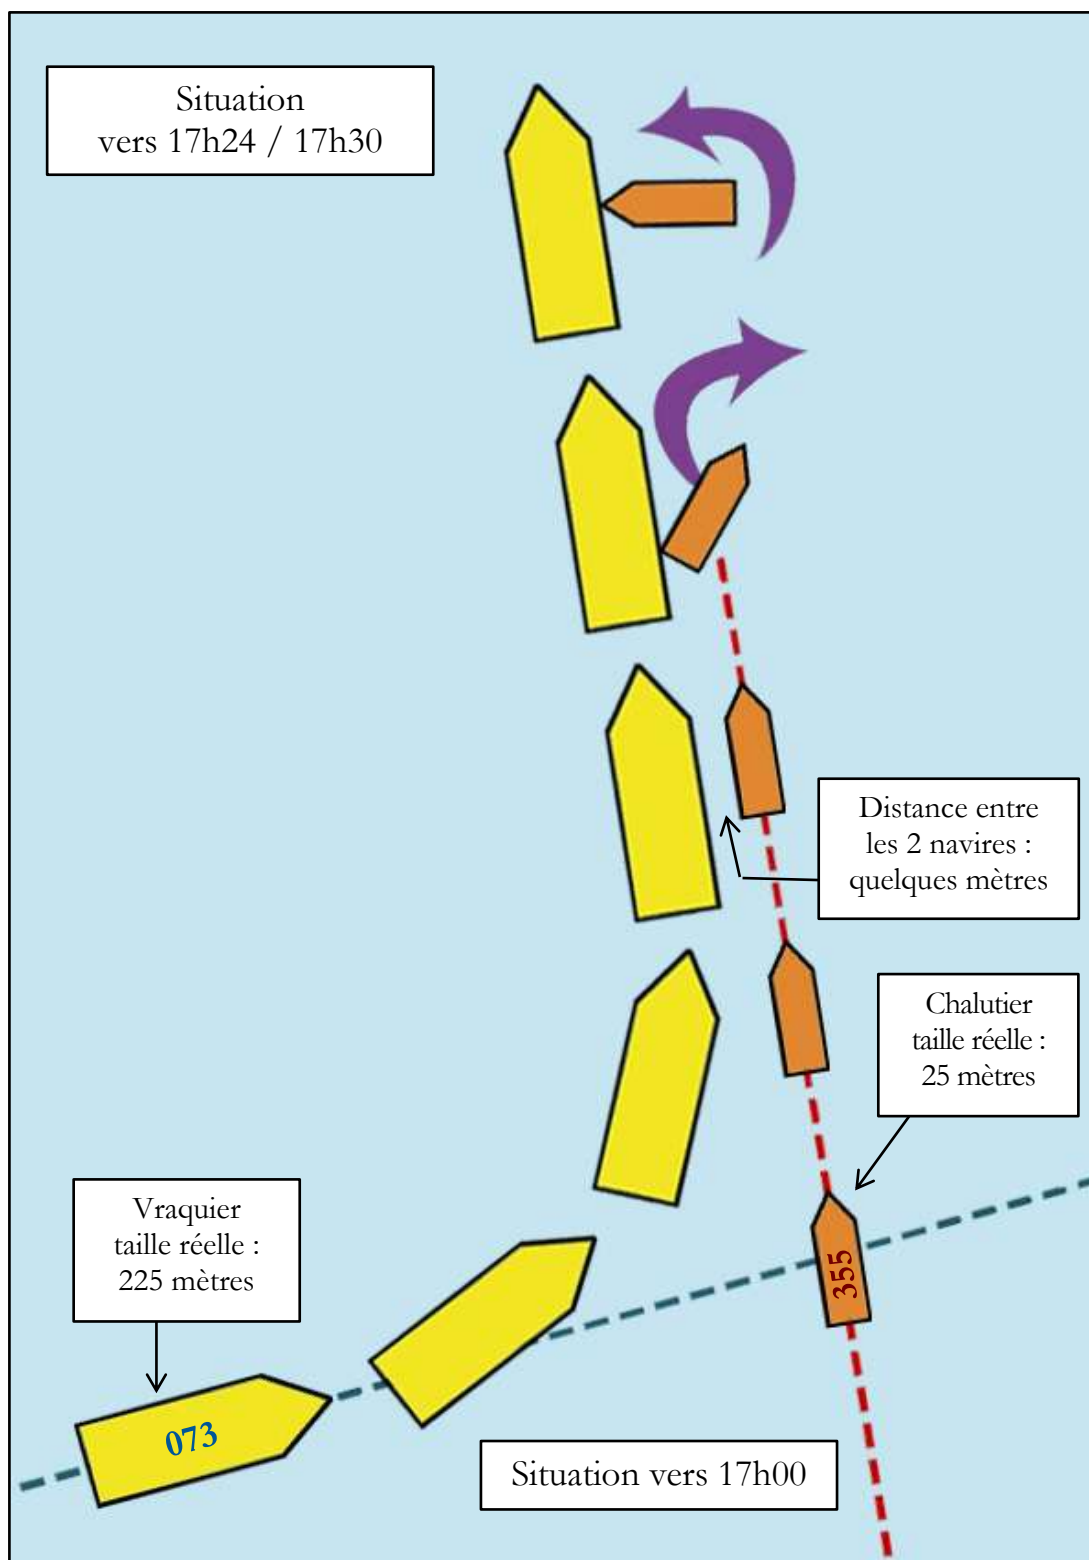 Situation
vers 17h24 / 17h30
Distance entre
les 2 navires :
quelques mètres
Chalutier
taille réelle :
25 mètres
Vraquier
taille réelle :
225 mètres
355
073
Situation vers 17h00